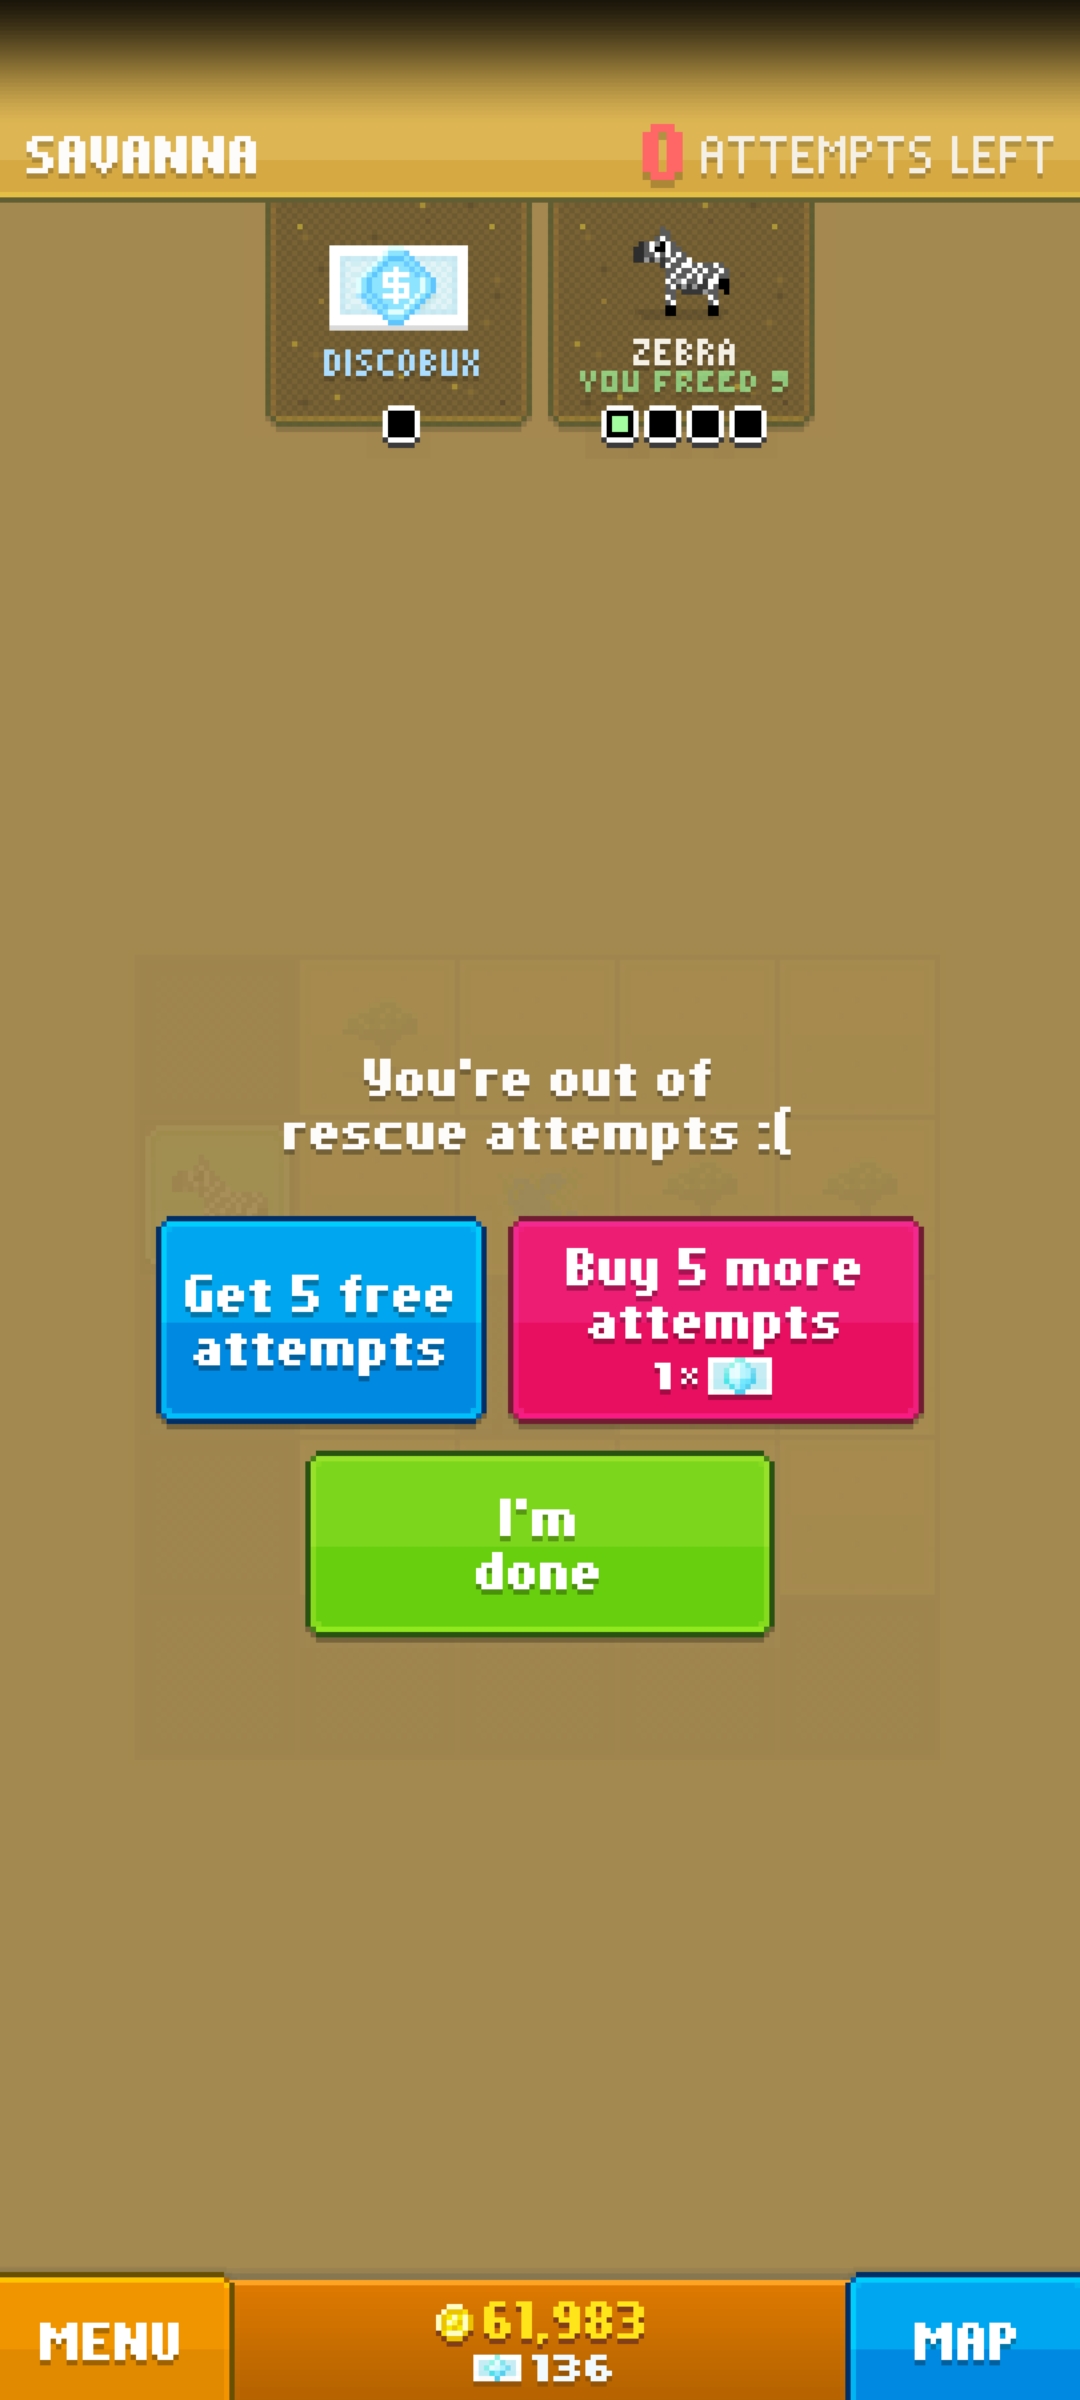 SAVANNA
0 ATTEMPTS LEFT
$
DISCOBUX
ZEBRA
YOU FREED 9
You're out of
rescue attempts :(
Get 5 free
attempts
Buy 5 more
attempts
1×
I'm
done
MENU
61,983
136
MAP